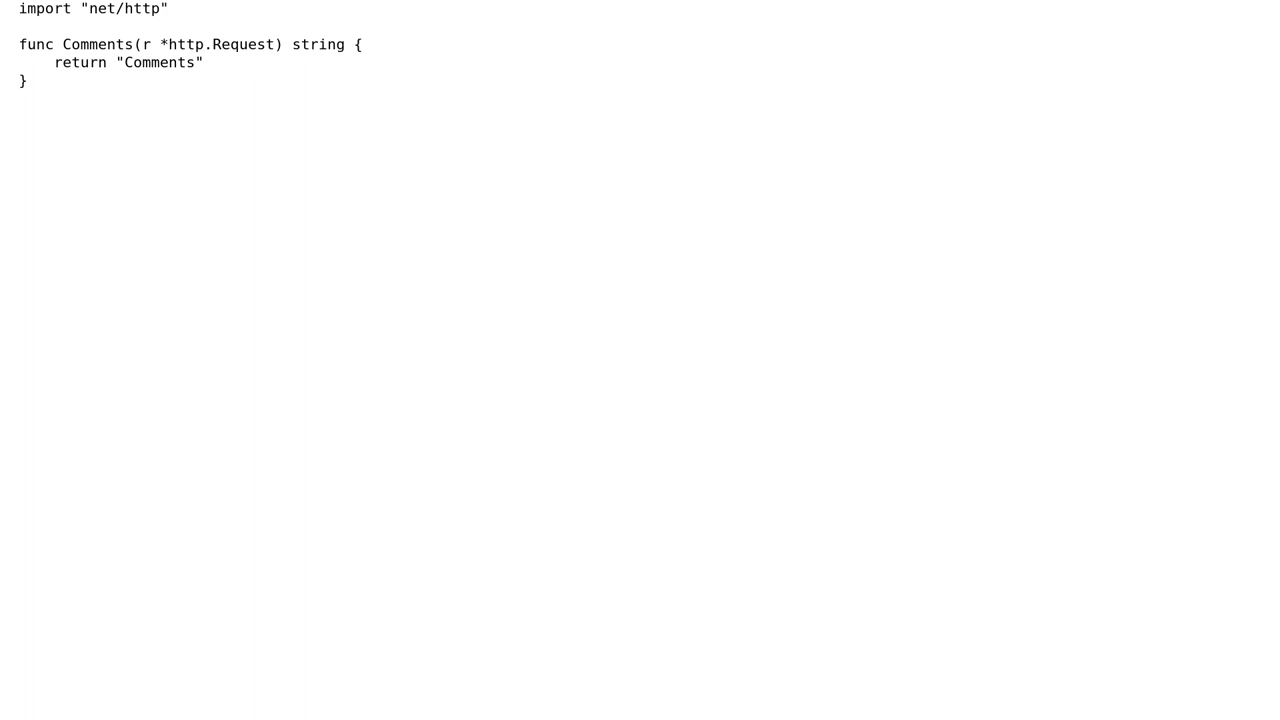 import "net/http"

func Comments(r *http.Request) string {
    return "Comments"
}